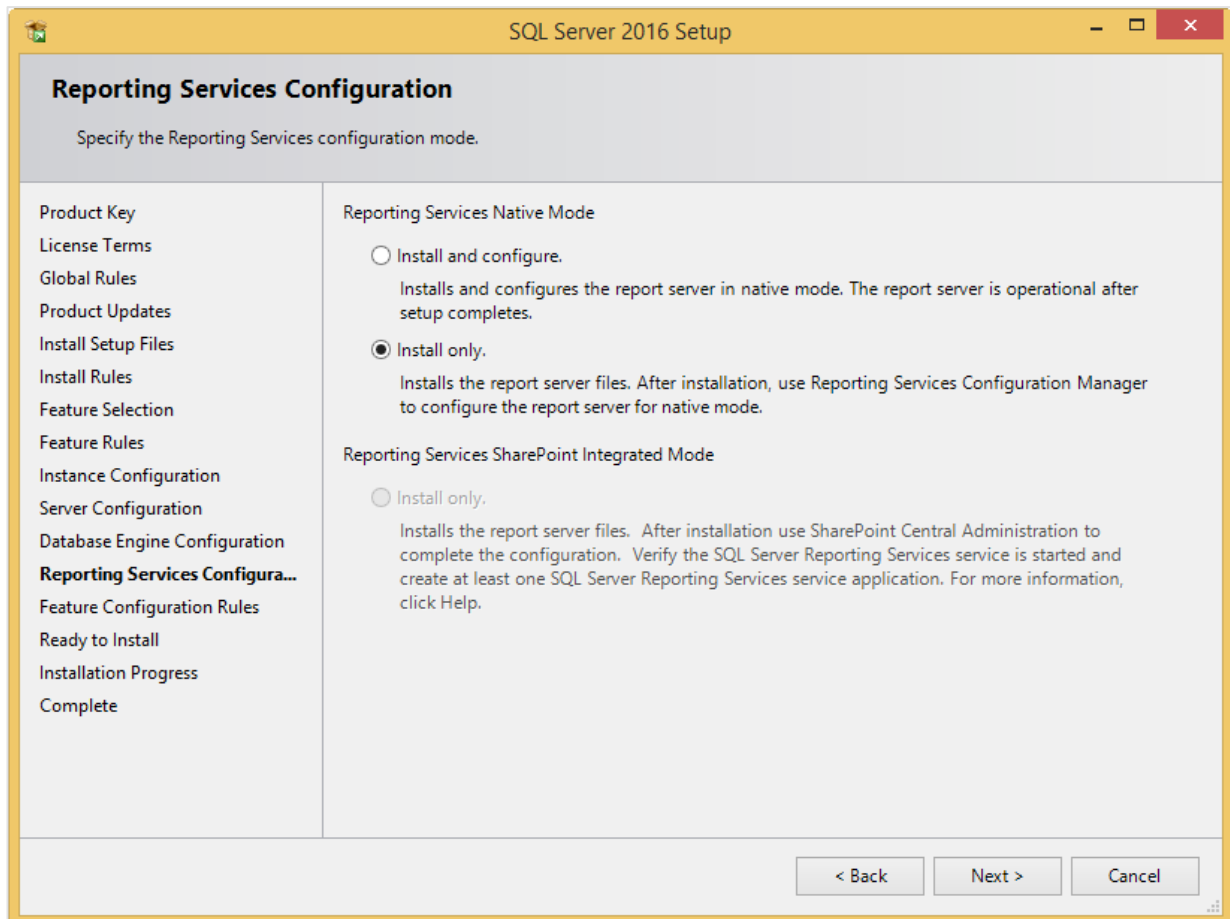 SQL Server 2016 Setup
Reporting Services Configuration
Specify the Reporting Services configuration mode.
Product Key
License Terms
Global Rules
Product Updates
Install Setup Files
Install Rules
Feature Selection
Feature Rules
Instance Configuration
Server Configuration
Database Engine Configuration
Reporting Services Configura...
Feature Configuration Rules
Ready to Install
Installation Progress
Complete
Reporting Services Native Mode
Install and configure.
Installs and configures the report server in native mode. The report server is operational after
setup completes.
Install only.
Installs the report server files. After installation, use Reporting Services Configuration Manager
to configure the report server for native mode.
Reporting Services SharePoint Integrated Mode
Install only.
Installs the report server files.  After installation use SharePoint Central Administration to
complete the configuration.  Verify the SQL Server Reporting Services service is started and
create at least one SQL Server Reporting Services service application. For more information,
click Help.
< Back
Next >
Cancel